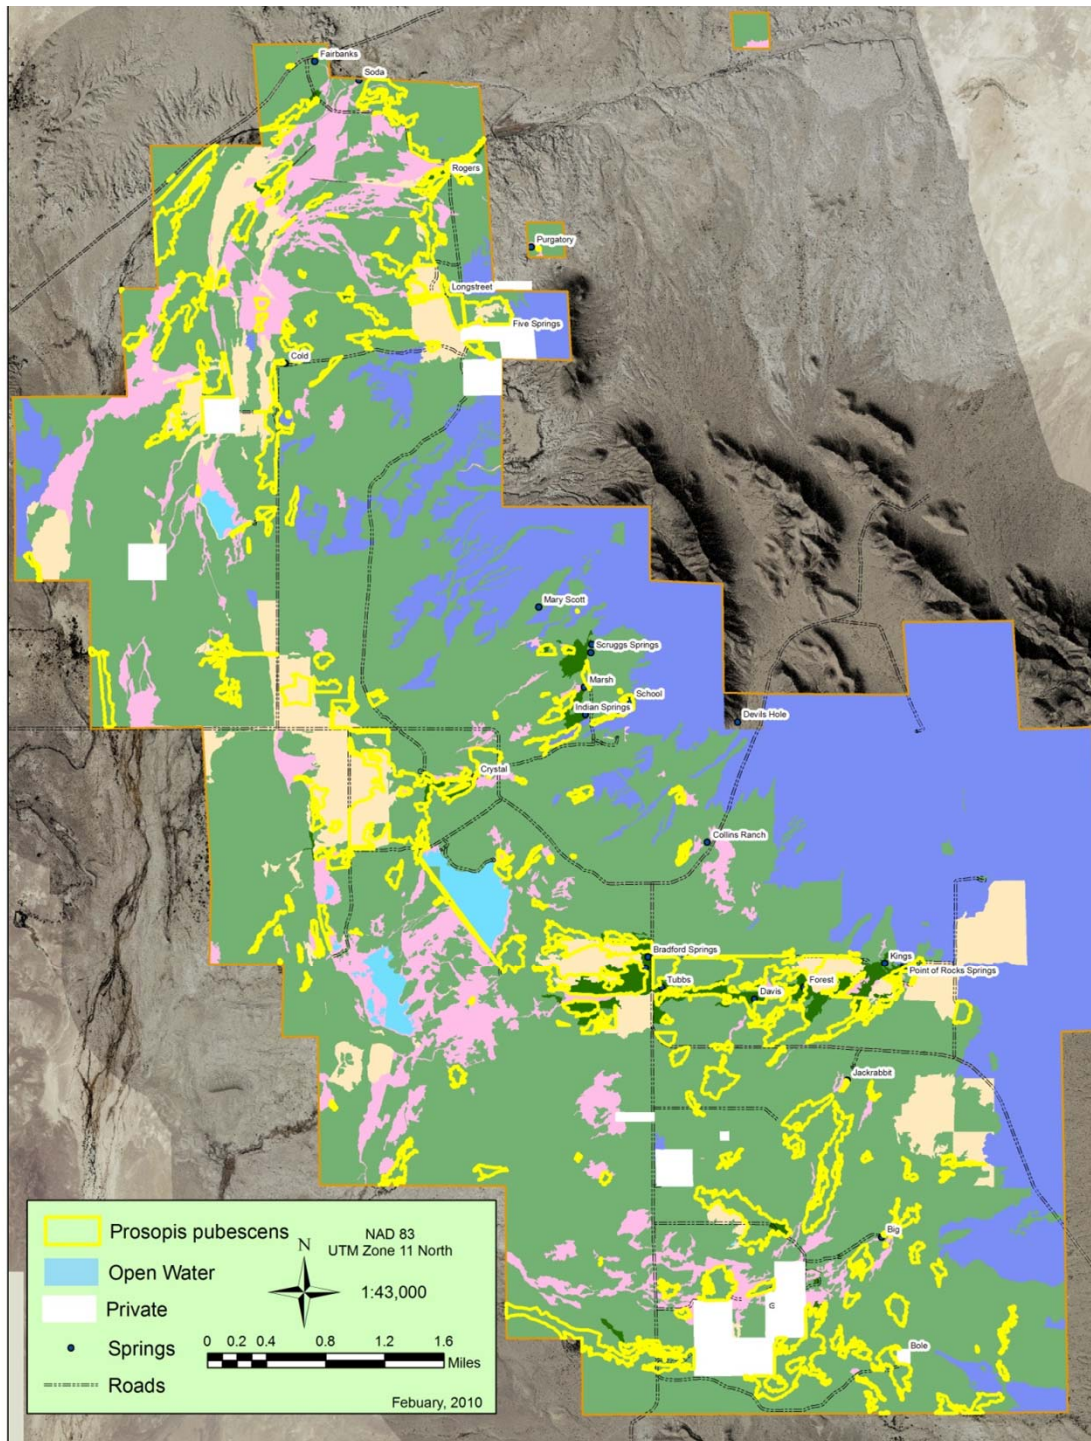 Fairbanks
Soda
Rogers
Purgatory
Longstreet
Five Springs
Cold
Mary Scott
Scruggs Springs
Marsh
School
Indian Springs
Devils Hole
Crystal
Collins Ranch
Bradford Springs
Kings
Point of Rocks Springs
Tubbs
Forest
Davis
Jackrabbit
Big
G
Bole
Prosopis pubescens
Open Water
Private
Springs
Roads
NAD 83
UTM Zone 11 North
N
1:43,000
0 0.2 0.4 0.8 1.2 1.6
Miles
Febuary, 2010